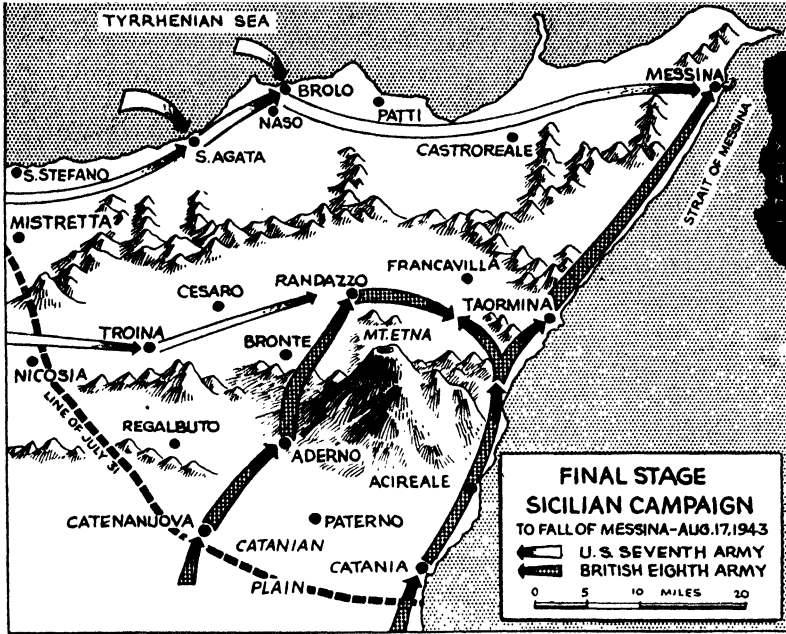 TYRRHENIAN SEA
MESSINA
BROLO
NASO
PATTI
S. AGATA
CASTROREALE
S. STEFANO
STRAIT OF MESSINA
MISTRETTA
FRANCAVILLA
RANDAZZO
CESARO
TAORMINA
TROINA
BRONTE
MT. ETNA
NICOSIA
LINE OF JULY 31
REGALBUTO
ADERNO
ACIREALE
CATENANUOVA
PATERNO
CATANIAN
PLAIN
CATANIA
FINAL STAGE
SICILIAN CAMPAIGN
TO FALL OF MESSINA-AUG. 17, 1943
U.S. SEVENTH ARMY
BRITISH EIGHTH ARMY
0 5 10 MILES 20